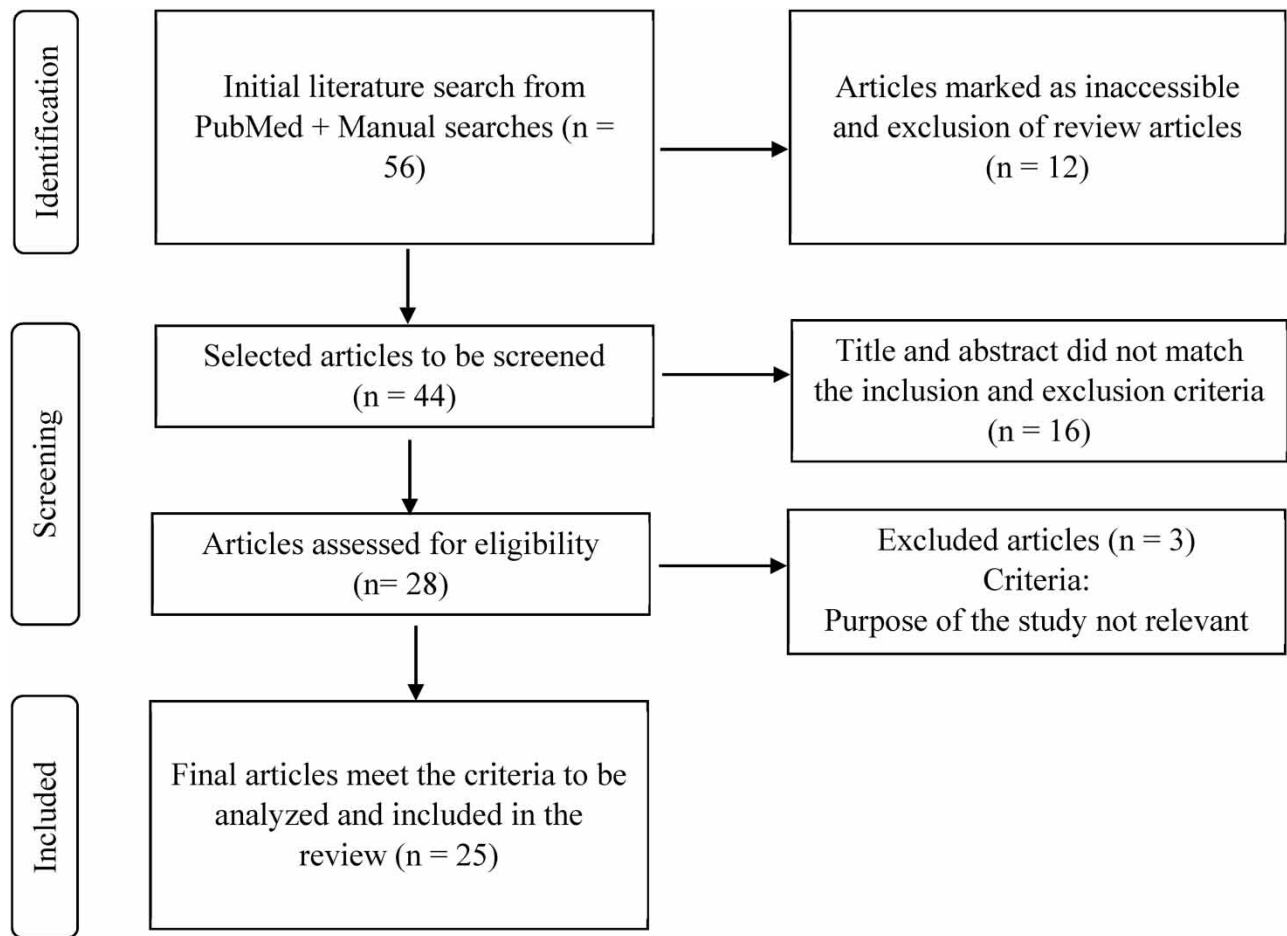 Identification
Initial literature search from
PubMed + Manual searches (n =
56)
Articles marked as inaccessible
and exclusion of review articles
(n = 12)
Screening
Selected articles to be screened
(n = 44)
Title and abstract did not match
the inclusion and exclusion criteria
(n = 16)
Articles assessed for eligibility
(n= 28)
Excluded articles (n = 3)
Criteria:
Purpose of the study not relevant
Included
Final articles meet the criteria to be
analyzed and included in the
review (n = 25)